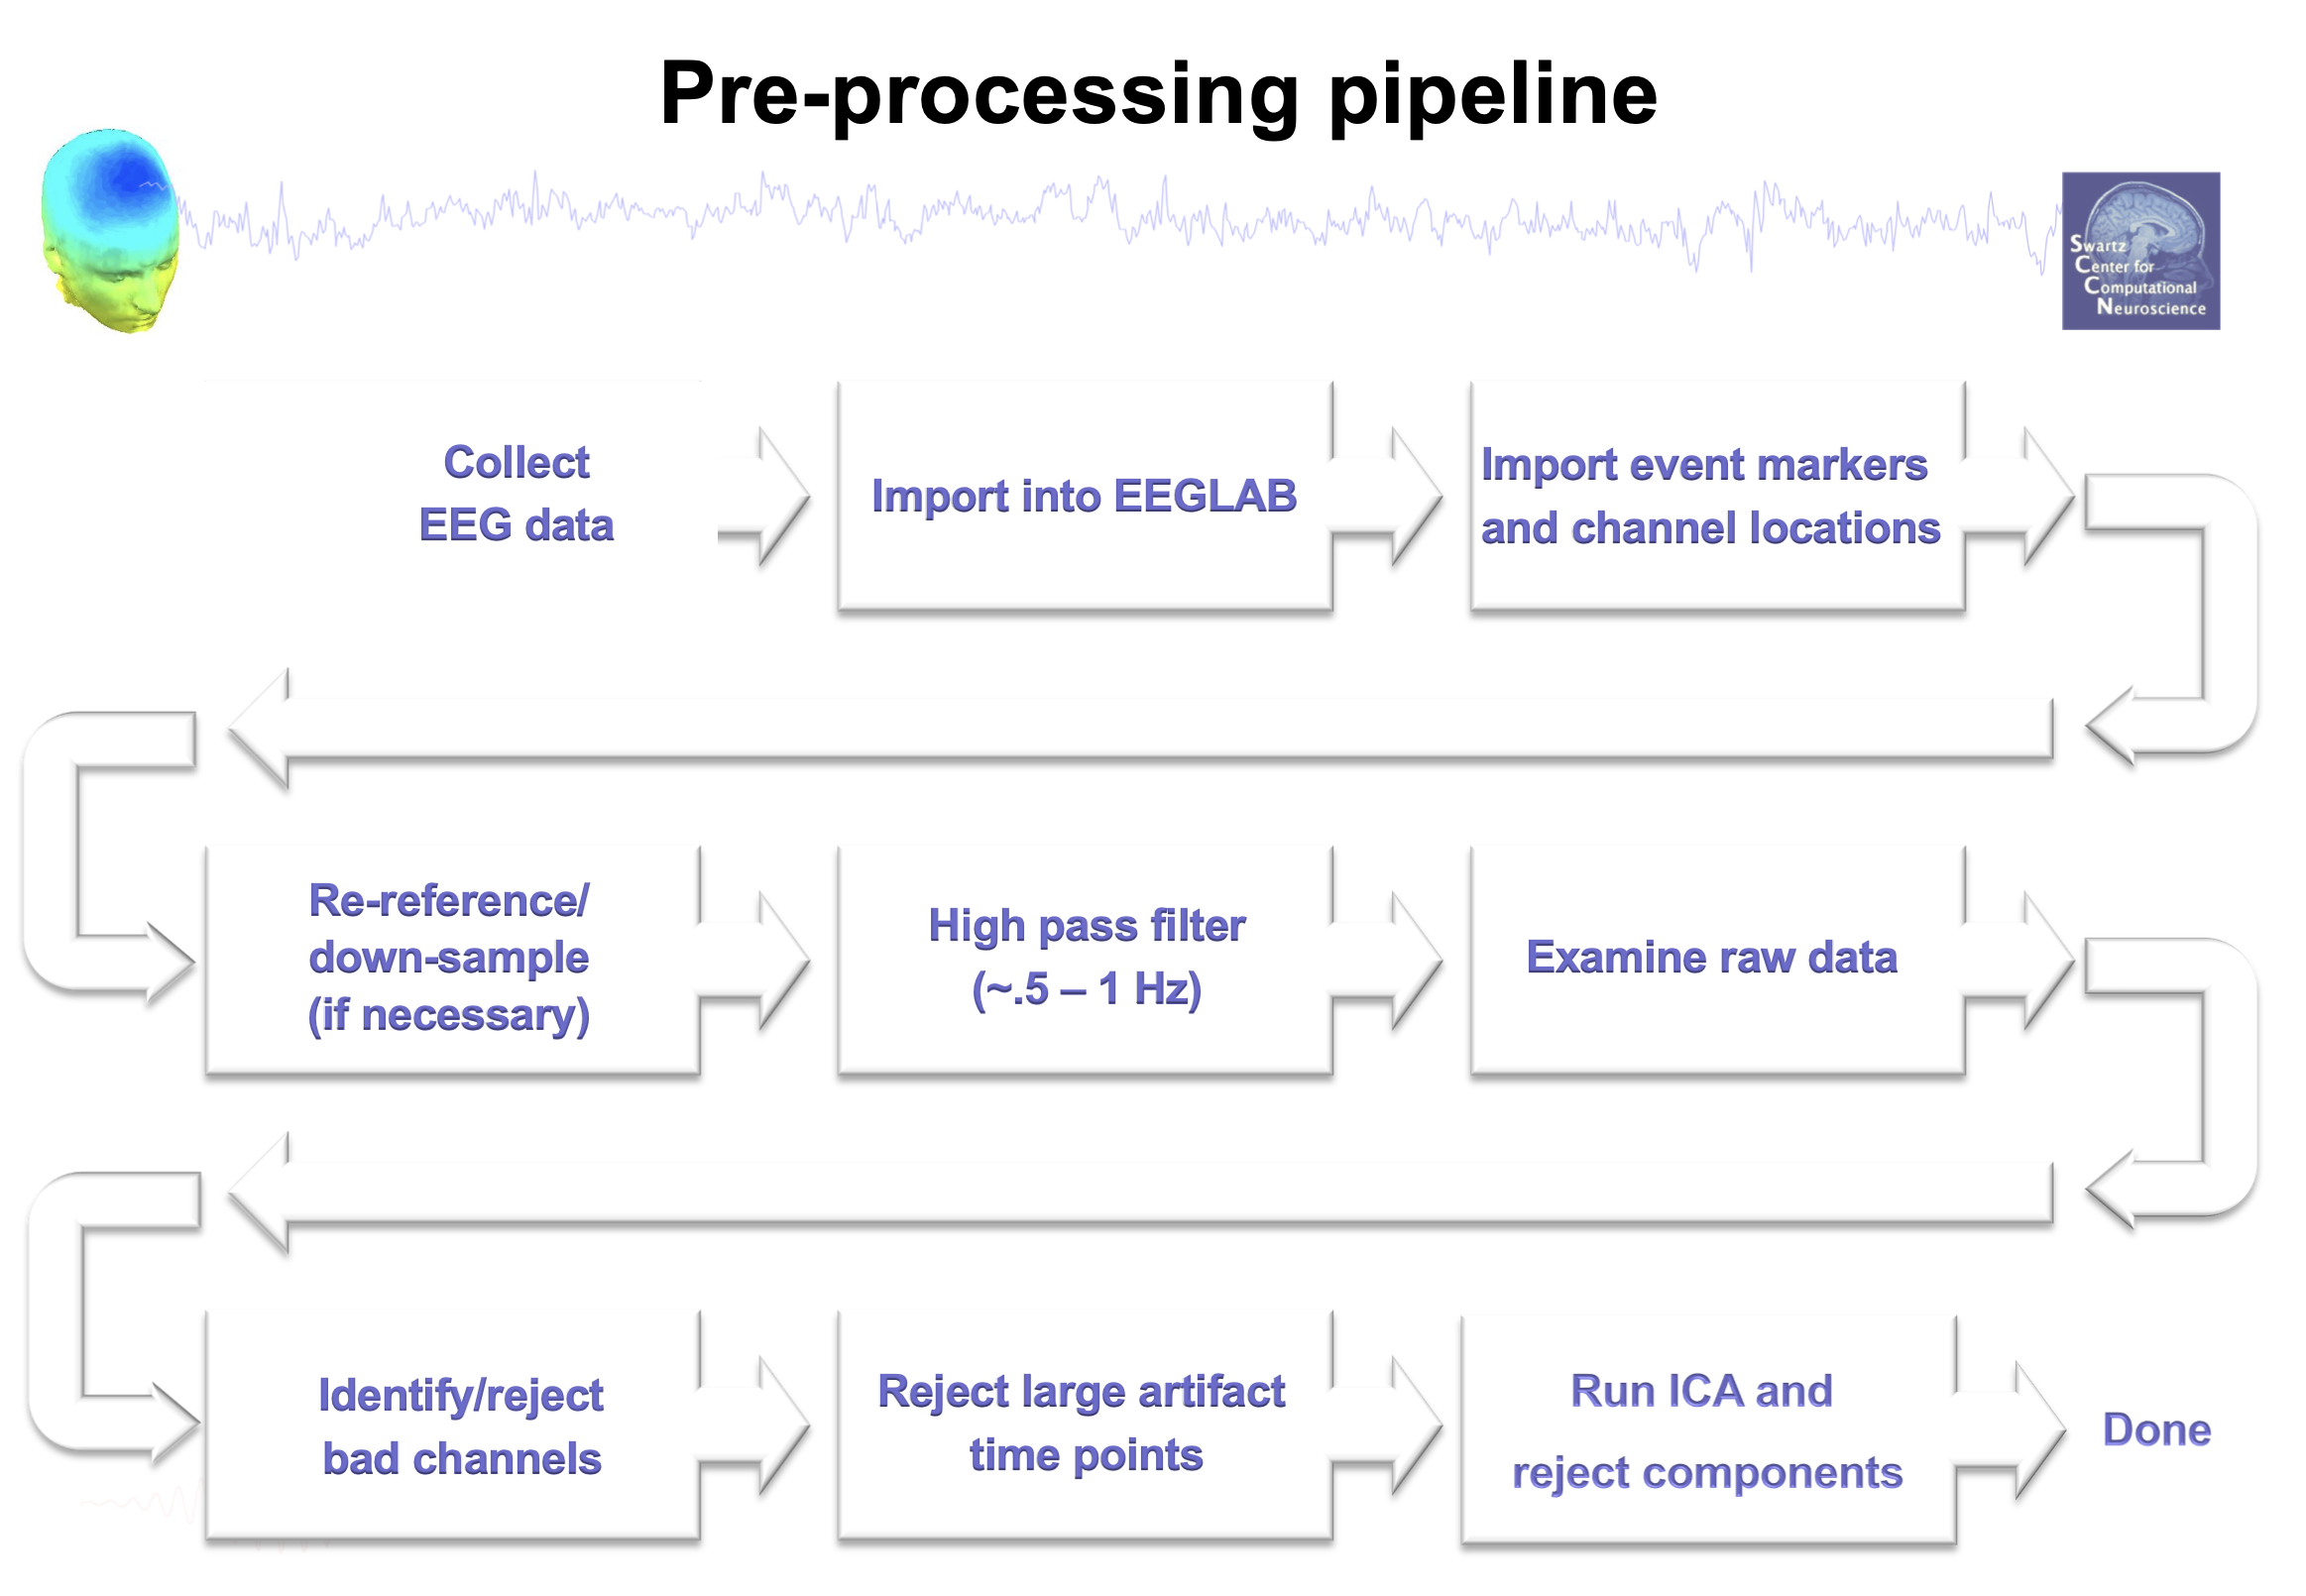 Pre-processing pipeline
Swartz
Center for
Computational
Neuroscience
Collect
EEG data
Import into EEGLAB
Import event markers
and channel locations
Re-reference/
down-sample
(if necessary)
High pass filter
(~.5 – 1 Hz)
Examine raw data
Identify/reject
bad channels
Reject large artifact
time points
Run ICA and
reject components
Done